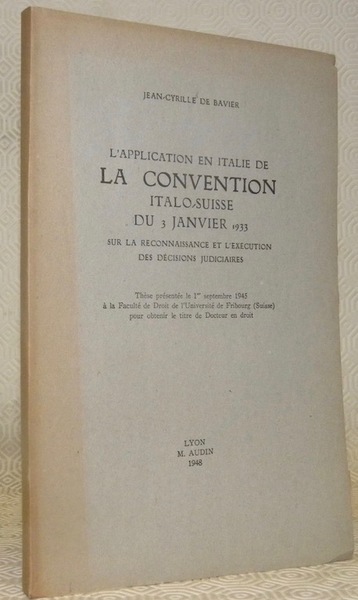 JEAN-CYRILLE DE BAVIER
L'APPLICATION EN ITALIE DE
LA CONVENTION
ITALO-SUISSE
DU 3 JANVIER 1933
SUR LA RECONNAISSANCE ET L'EXECUTION
DES DÉCISIONS JUDICIAIRES
Thèse présentée le 1er septembre 1945
à la Faculté de Droit de l'Université de Fribourg (Suisse)
pour obtenir le titre de Docteur en droit
LYON
M. AUDIN
1948